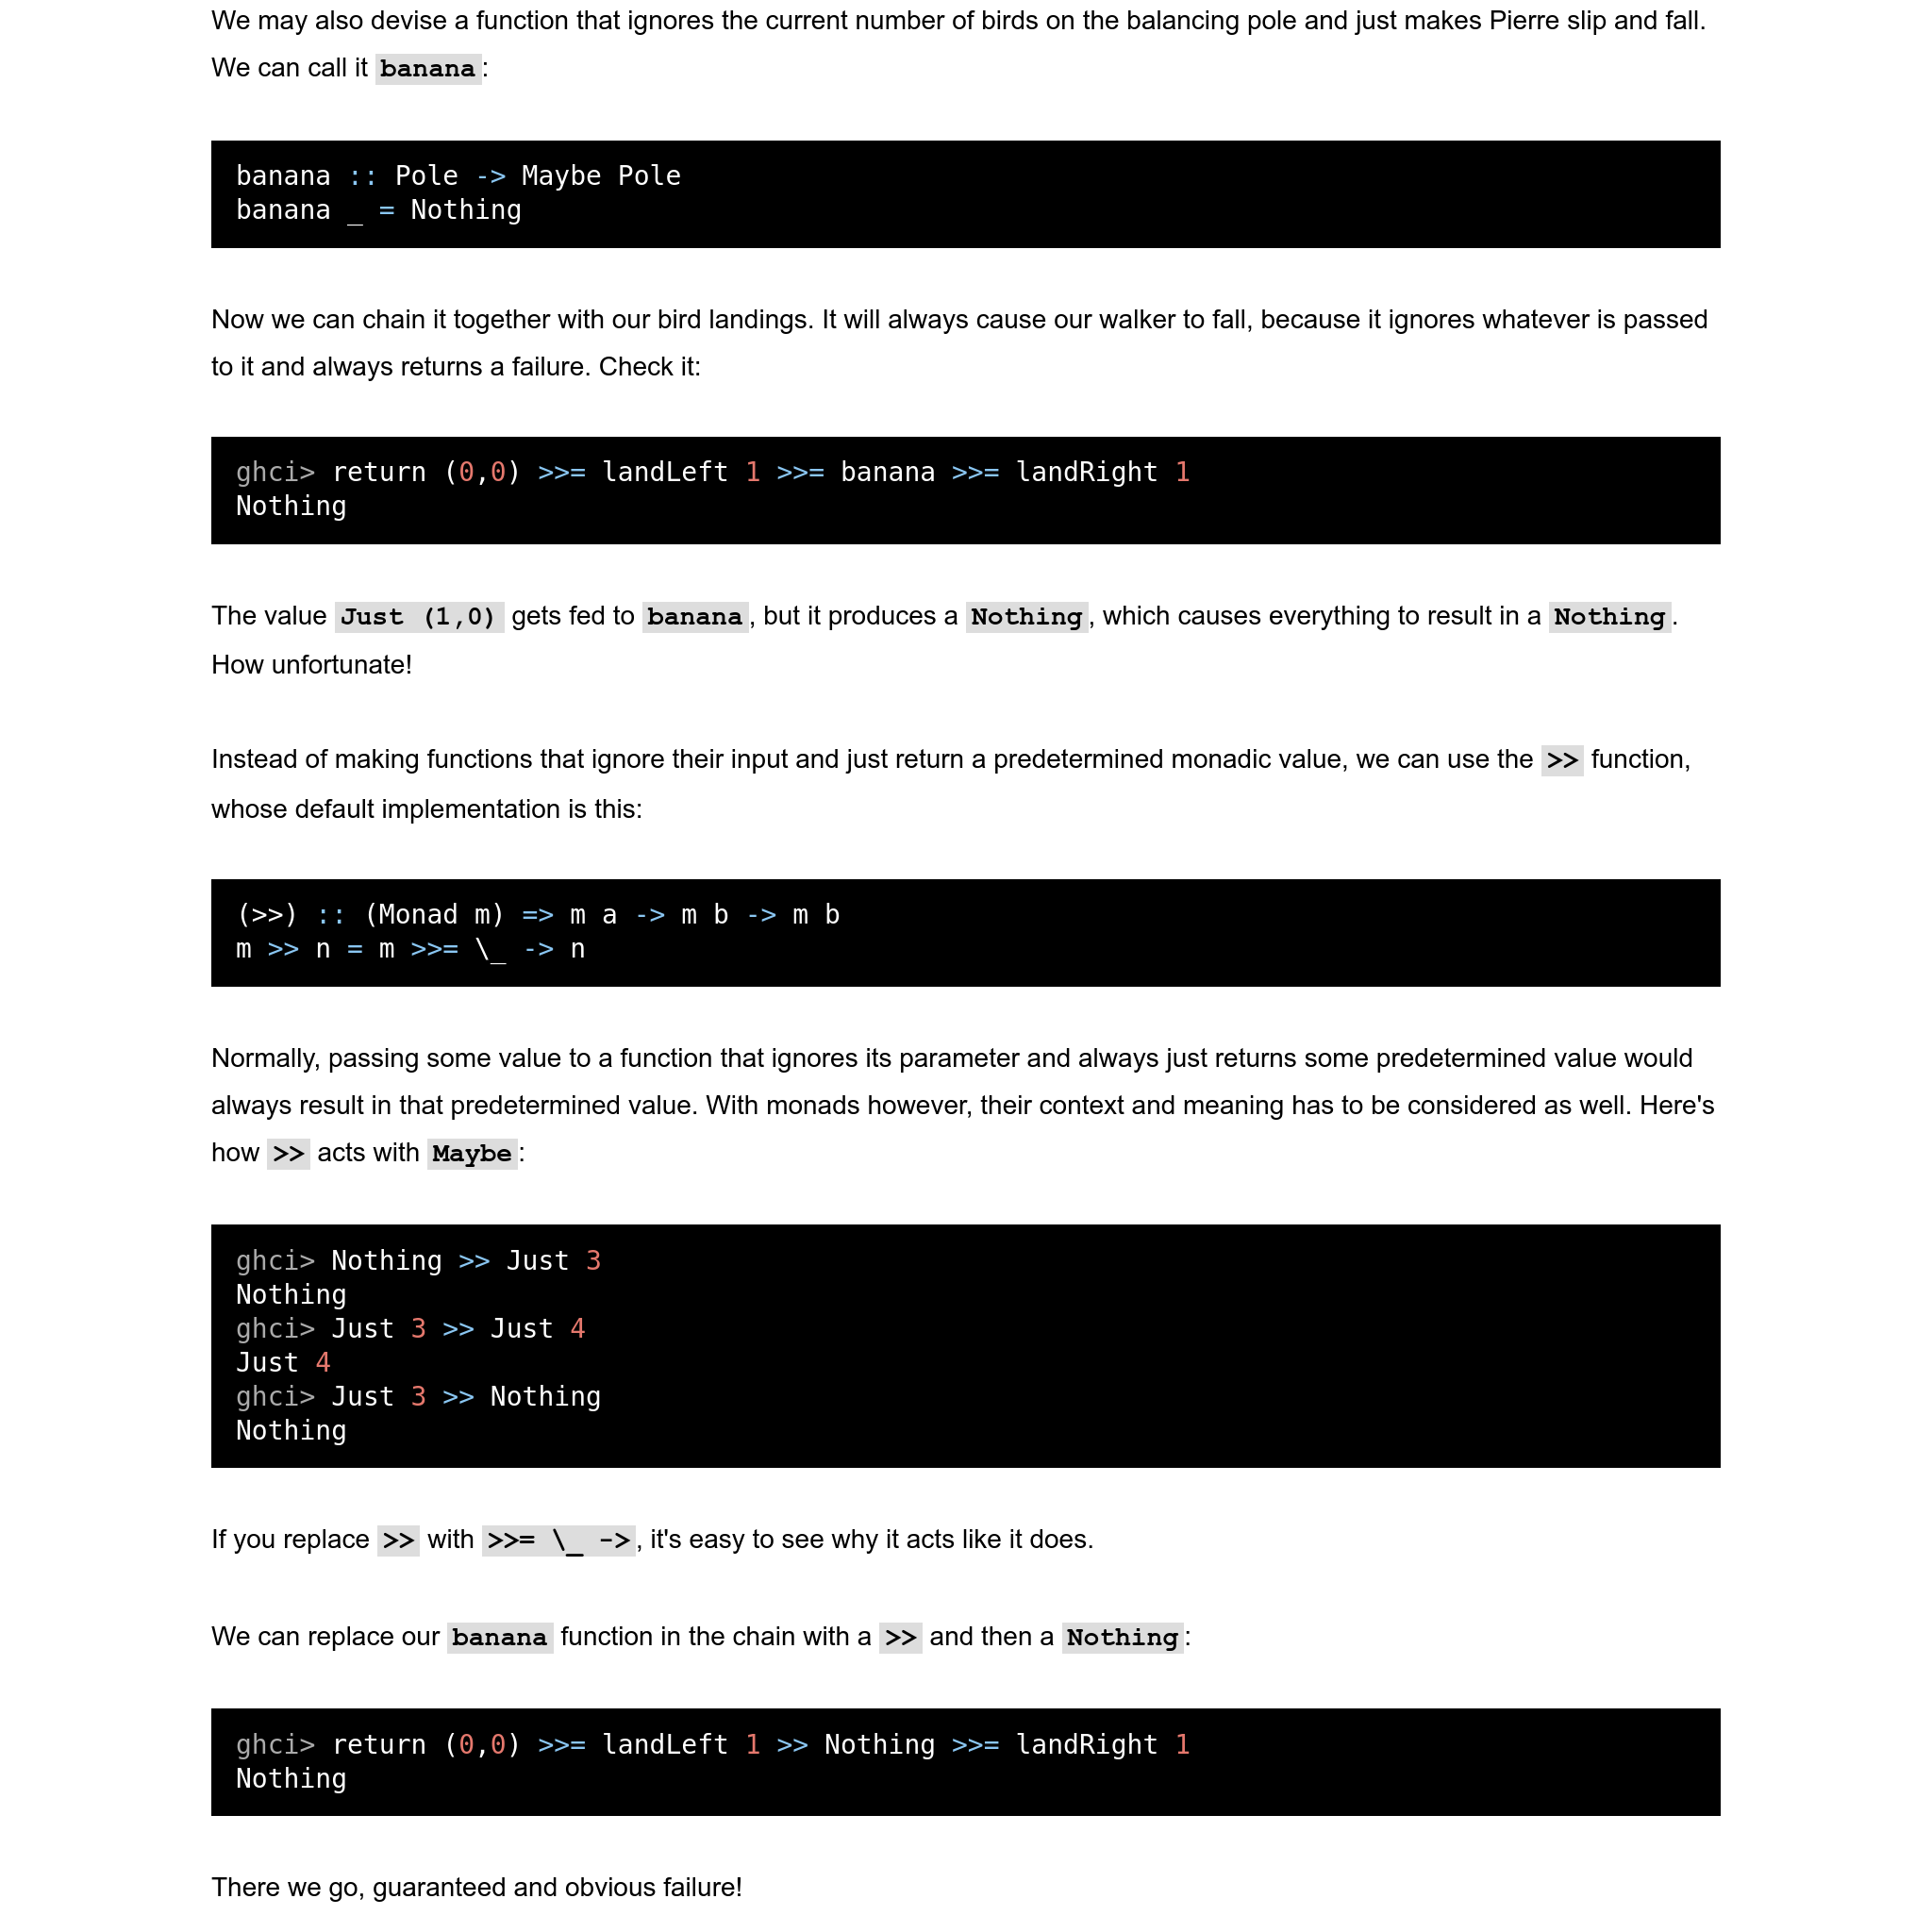 We may also devise a function that ignores the current number of birds on the balancing pole and just makes Pierre slip and fall.
We can call it banana:
banana :: Pole -> Maybe Pole
banana _ = Nothing
Now we can chain it together with our bird landings. It will always cause our walker to fall, because it ignores whatever is passed
to it and always returns a failure. Check it:
ghci> return (0,0) >>= landLeft 1 >>= banana >>= landRight 1
Nothing
The value Just (1,0) gets fed to banana, but it produces a Nothing, which causes everything to result in a Nothing.
How unfortunate!
Instead of making functions that ignore their input and just return a predetermined monadic value, we can use the >> function,
whose default implementation is this:
(>>) :: (Monad m) => m a -> m b -> m b
m >> n = m >>= \_ -> n
Normally, passing some value to a function that ignores its parameter and always just returns some predetermined value would
always result in that predetermined value. With monads however, their context and meaning has to be considered as well. Here's
how >> acts with Maybe:
ghci> Nothing >> Just 3
Nothing
ghci> Just 3 >> Just 4
Just 4
ghci> Just 3 >> Nothing
Nothing
If you replace >> with >>= \_ ->, it's easy to see why it acts like it does.
We can replace our banana function in the chain with a >> and then a Nothing:
ghci> return (0,0) >>= landLeft 1 >> Nothing >>= landRight 1
Nothing
There we go, guaranteed and obvious failure!